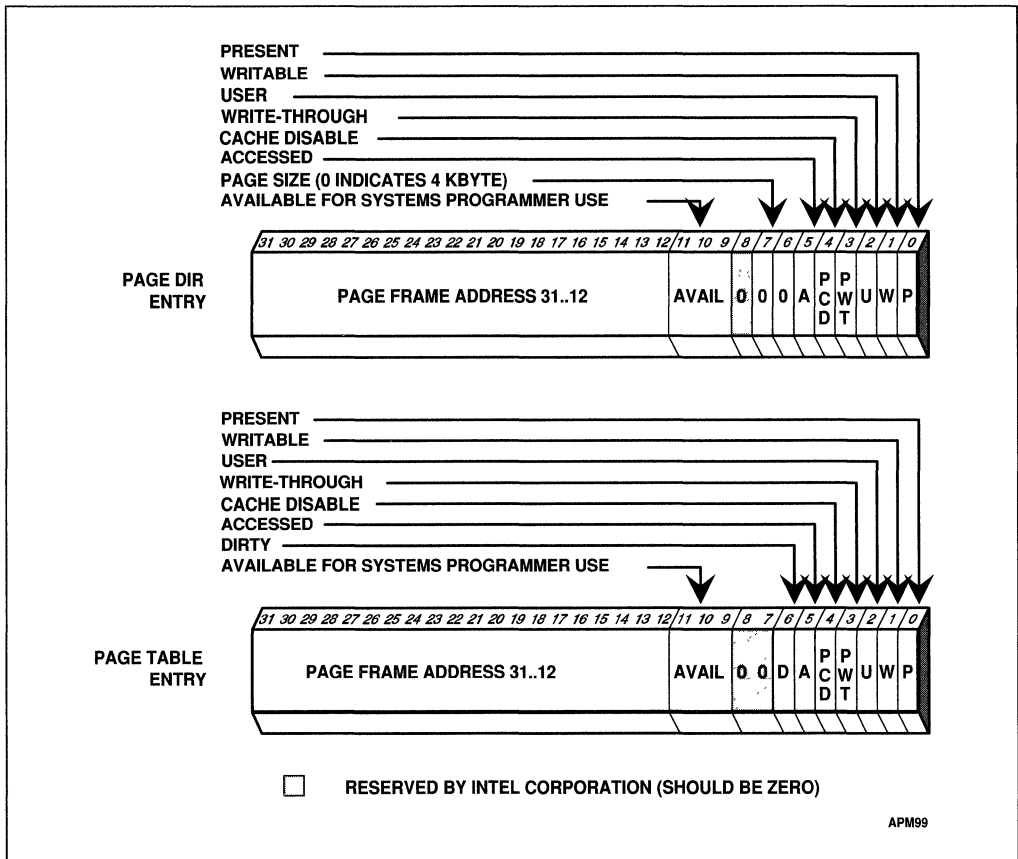 PRESENT
WRITABLE
USER
WRITE-THROUGH
CACHE DISABLE
ACCESSED
PAGE SIZE (0 INDICATES 4 KBYTE)
AVAILABLE FOR SYSTEMS PROGRAMMER USE
31 30 29 28 27 26 25 24 23 22 21 20 19 18 17 16 15 14 13 12 11 10 9 8 7 6 5 4 3 2 1 0
PAGE DIR
ENTRY
PAGE FRAME ADDRESS 31..12 AVAIL 0 0 0 A PCD PWT U W P
PRESENT
WRITABLE
USER
WRITE-THROUGH
CACHE DISABLE
ACCESSED
DIRTY
AVAILABLE FOR SYSTEMS PROGRAMMER USE
31 30 29 28 27 26 25 24 23 22 21 20 19 18 17 16 15 14 13 12 11 10 9 8 7 6 5 4 3 2 1 0
PAGE TABLE
ENTRY
PAGE FRAME ADDRESS 31..12 AVAIL 0 0 D A PCD PWT U W P
RESERVED BY INTEL CORPORATION (SHOULD BE ZERO)
APM99